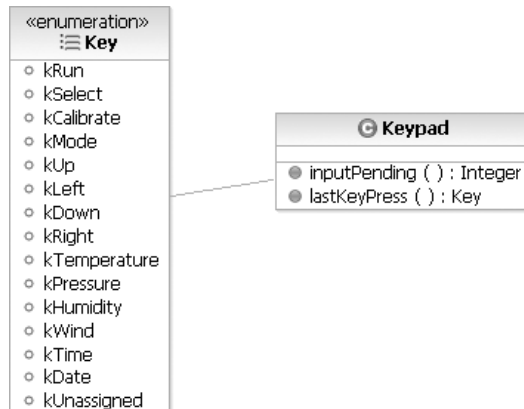 «enumeration»
Key
kRun
kSelect
kCalibrate
kMode
kUp
kLeft
kDown
kRight
kTemperature
kPressure
kHumidity
kWind
kTime
kDate
kUnassigned
C Keypad
inputPending ( ) : Integer
lastKeyPress ( ) : Key